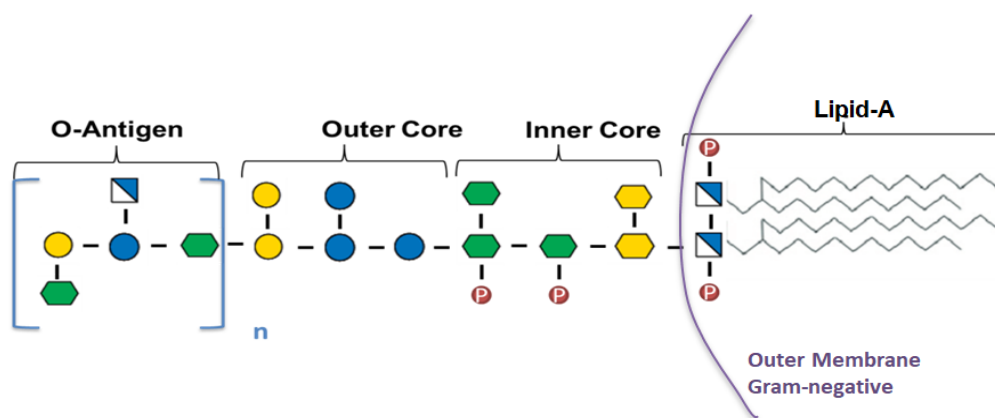 Lipid-A
O-Antigen
Outer Core
Inner Core
P
P
P
P
n
Outer Membrane
Gram-negative